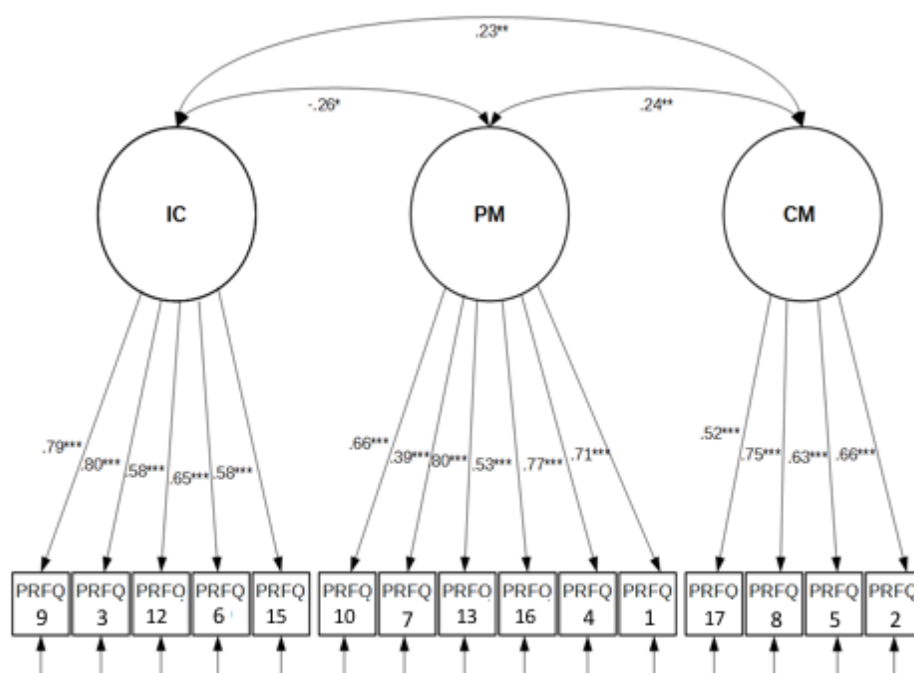 .23**
-.26* .24**
IC PM CM
.79*** .80*** .58*** .65*** .58*** .66*** .39*** .80*** .53*** .77*** .71*** .52*** .75*** .63*** .66***
PRFQ PRFQ PRFQ PRFQ PRFQ PRFQ PRFQ PRFQ PRFQ PRFQ PRFQ PRFQ PRFQ PRFQ PRFQ
9 3 12 6 15 10 7 13 16 4 1 17 8 5 2